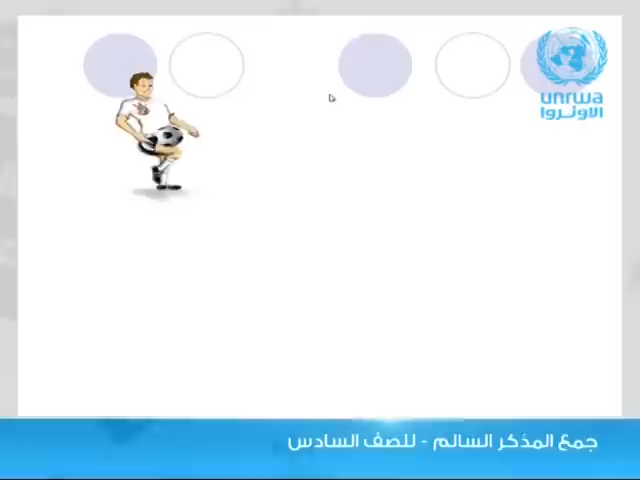 unrwa
الأونروا
جمع المذكر السالم - للصف السادس